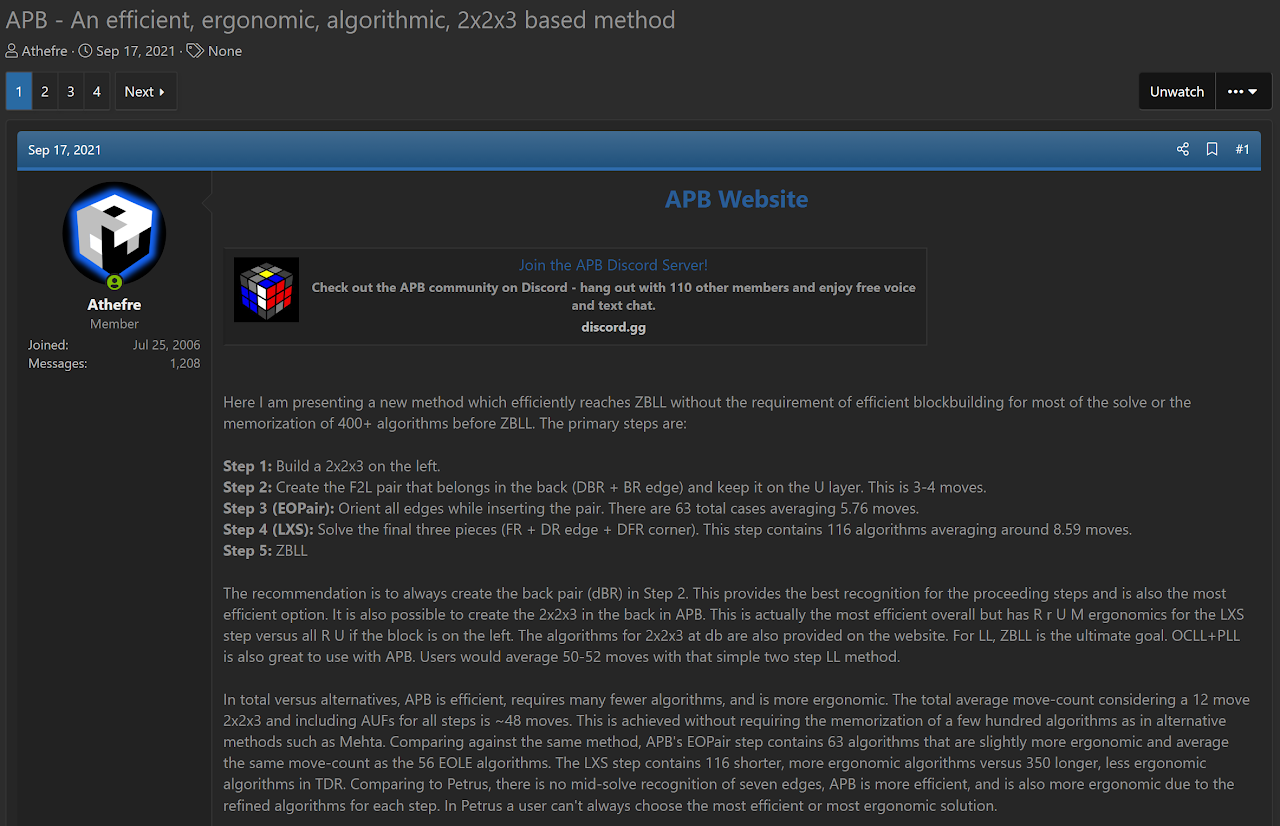 APB - An efficient, ergonomic, algorithmic, 2x2x3 based method
Athefre · Sep 17, 2021 · None
1 2 3 4 Next
Unwatch
Sep 17, 2021
#1
Athefre
Member
Joined: Jul 25, 2006
Messages: 1,208
APB Website
Join the APB Discord Server!
Check out the APB community on Discord - hang out with 110 other members and enjoy free voice
and text chat.
discord.gg
Here I am presenting a new method which efficiently reaches ZBLL without the requirement of efficient blockbuilding for most of the solve or the
memorization of 400+ algorithms before ZBLL. The primary steps are:
Step 1: Build a 2x2x3 on the left.
Step 2: Create the F2L pair that belongs in the back (DBR + BR edge) and keep it on the U layer. This is 3-4 moves.
Step 3 (EOPair): Orient all edges while inserting the pair. There are 63 total cases averaging 5.76 moves.
Step 4 (LXS): Solve the final three pieces (FR + DR edge + DFR corner). This step contains 116 algorithms averaging around 8.59 moves.
Step 5: ZBLL
The recommendation is to always create the back pair (dBR) in Step 2. This provides the best recognition for the proceeding steps and is also the most
efficient option. It is also possible to create the 2x2x3 in the back in APB. This is actually the most efficient overall but has R r U M ergonomics for the LXS
step versus all R U if the block is on the left. The algorithms for 2x2x3 at db are also provided on the website. For LL, ZBLL is the ultimate goal. OCLL+PLL
is also great to use with APB. Users would average 50-52 moves with that simple two step LL method.
In total versus alternatives, APB is efficient, requires many fewer algorithms, and is more ergonomic. The total average move-count considering a 12 move
2x2x3 and including AUFs for all steps is ~48 moves. This is achieved without requiring the memorization of a few hundred algorithms as in alternative
methods such as Mehta. Comparing against the same method, APB's EOPair step contains 63 algorithms that are slightly more ergonomic and average
the same move-count as the 56 EOLE algorithms. The LXS step contains 116 shorter, more ergonomic algorithms versus 350 longer, less ergonomic
algorithms in TDR. Comparing to Petrus, there is no mid-solve recognition of seven edges, APB is more efficient, and is also more ergonomic due to the
refined algorithms for each step. In Petrus a user can't always choose the most efficient or most ergonomic solution.